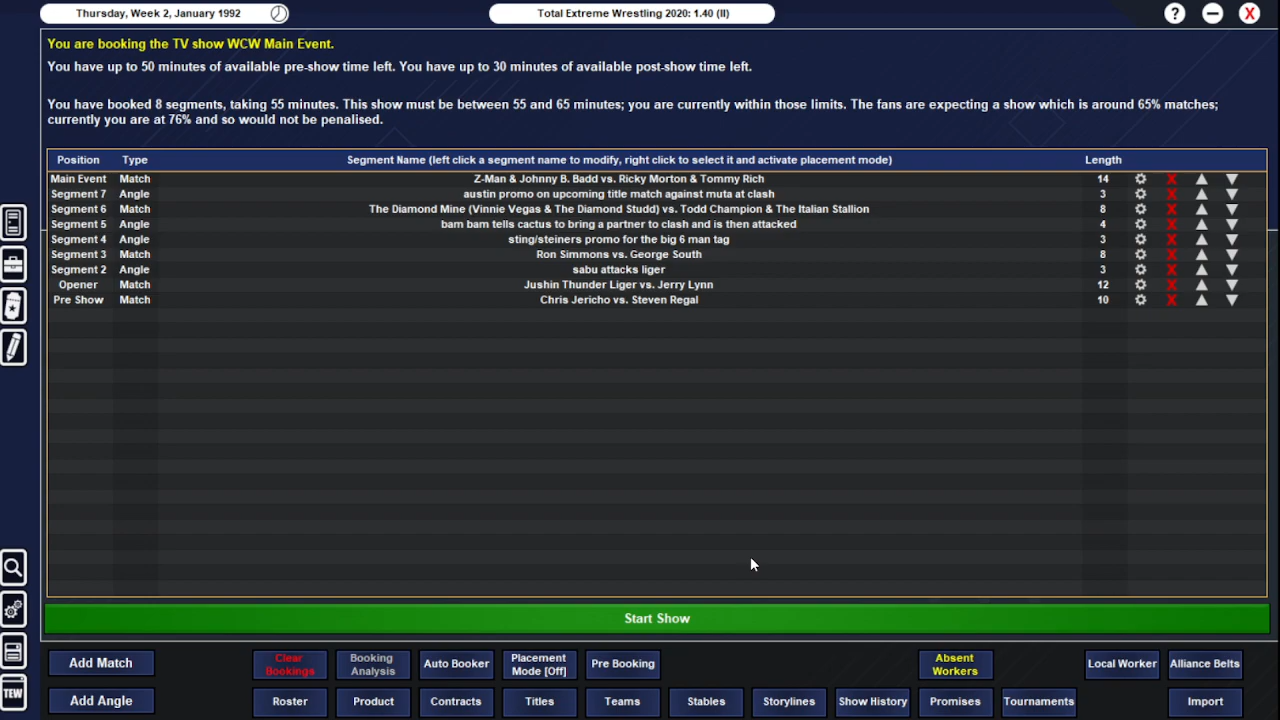 Thursday, Week 2, January 1992
Total Extreme Wrestling 2020: 1.40 (II)
?
X
You are booking the TV show WCW Main Event.
You have up to 50 minutes of available pre-show time left. You have up to 30 minutes of available post-show time left.
You have booked 8 segments, taking 55 minutes. This show must be between 55 and 65 minutes; you are currently within those limits. The fans are expecting a show which is around 65% matches;
currently you are at 76% and so would not be penalised.
Position Type Segment Name (left click a segment name to modify, right click to select it and activate placement mode) Length
Main Event Match Z-Man & Johnny B. Badd vs. Ricky Morton & Tommy Rich 14 X
Segment 7 Angle austin promo on upcoming title match against muta at clash 3 X
Segment 6 Match The Diamond Mine (Vinnie Vegas & The Diamond Studd) vs. Todd Champion & The Italian Stallion 8 X
Segment 5 Angle bam bam tells cactus to bring a partner to clash and is then attacked 4 X
Segment 4 Angle sting/steiners promo for the big 6 man tag 3 X
Segment 3 Match Ron Simmons vs. George South 8 X
Segment 2 Angle sabu attacks liger 3 X
Opener Match Jushin Thunder Liger vs. Jerry Lynn 12 X
Pre Show Match Chris Jericho vs. Steven Regal 10 X
Start Show
Add Match
Clear Bookings
Booking Analysis
Auto Booker
Placement Mode [Off]
Pre Booking
Absent Workers
Local Worker
Alliance Belts
TEW
Add Angle
Roster
Product
Contracts
Titles
Teams
Stables
Storylines
Show History
Promises
Tournaments
Import